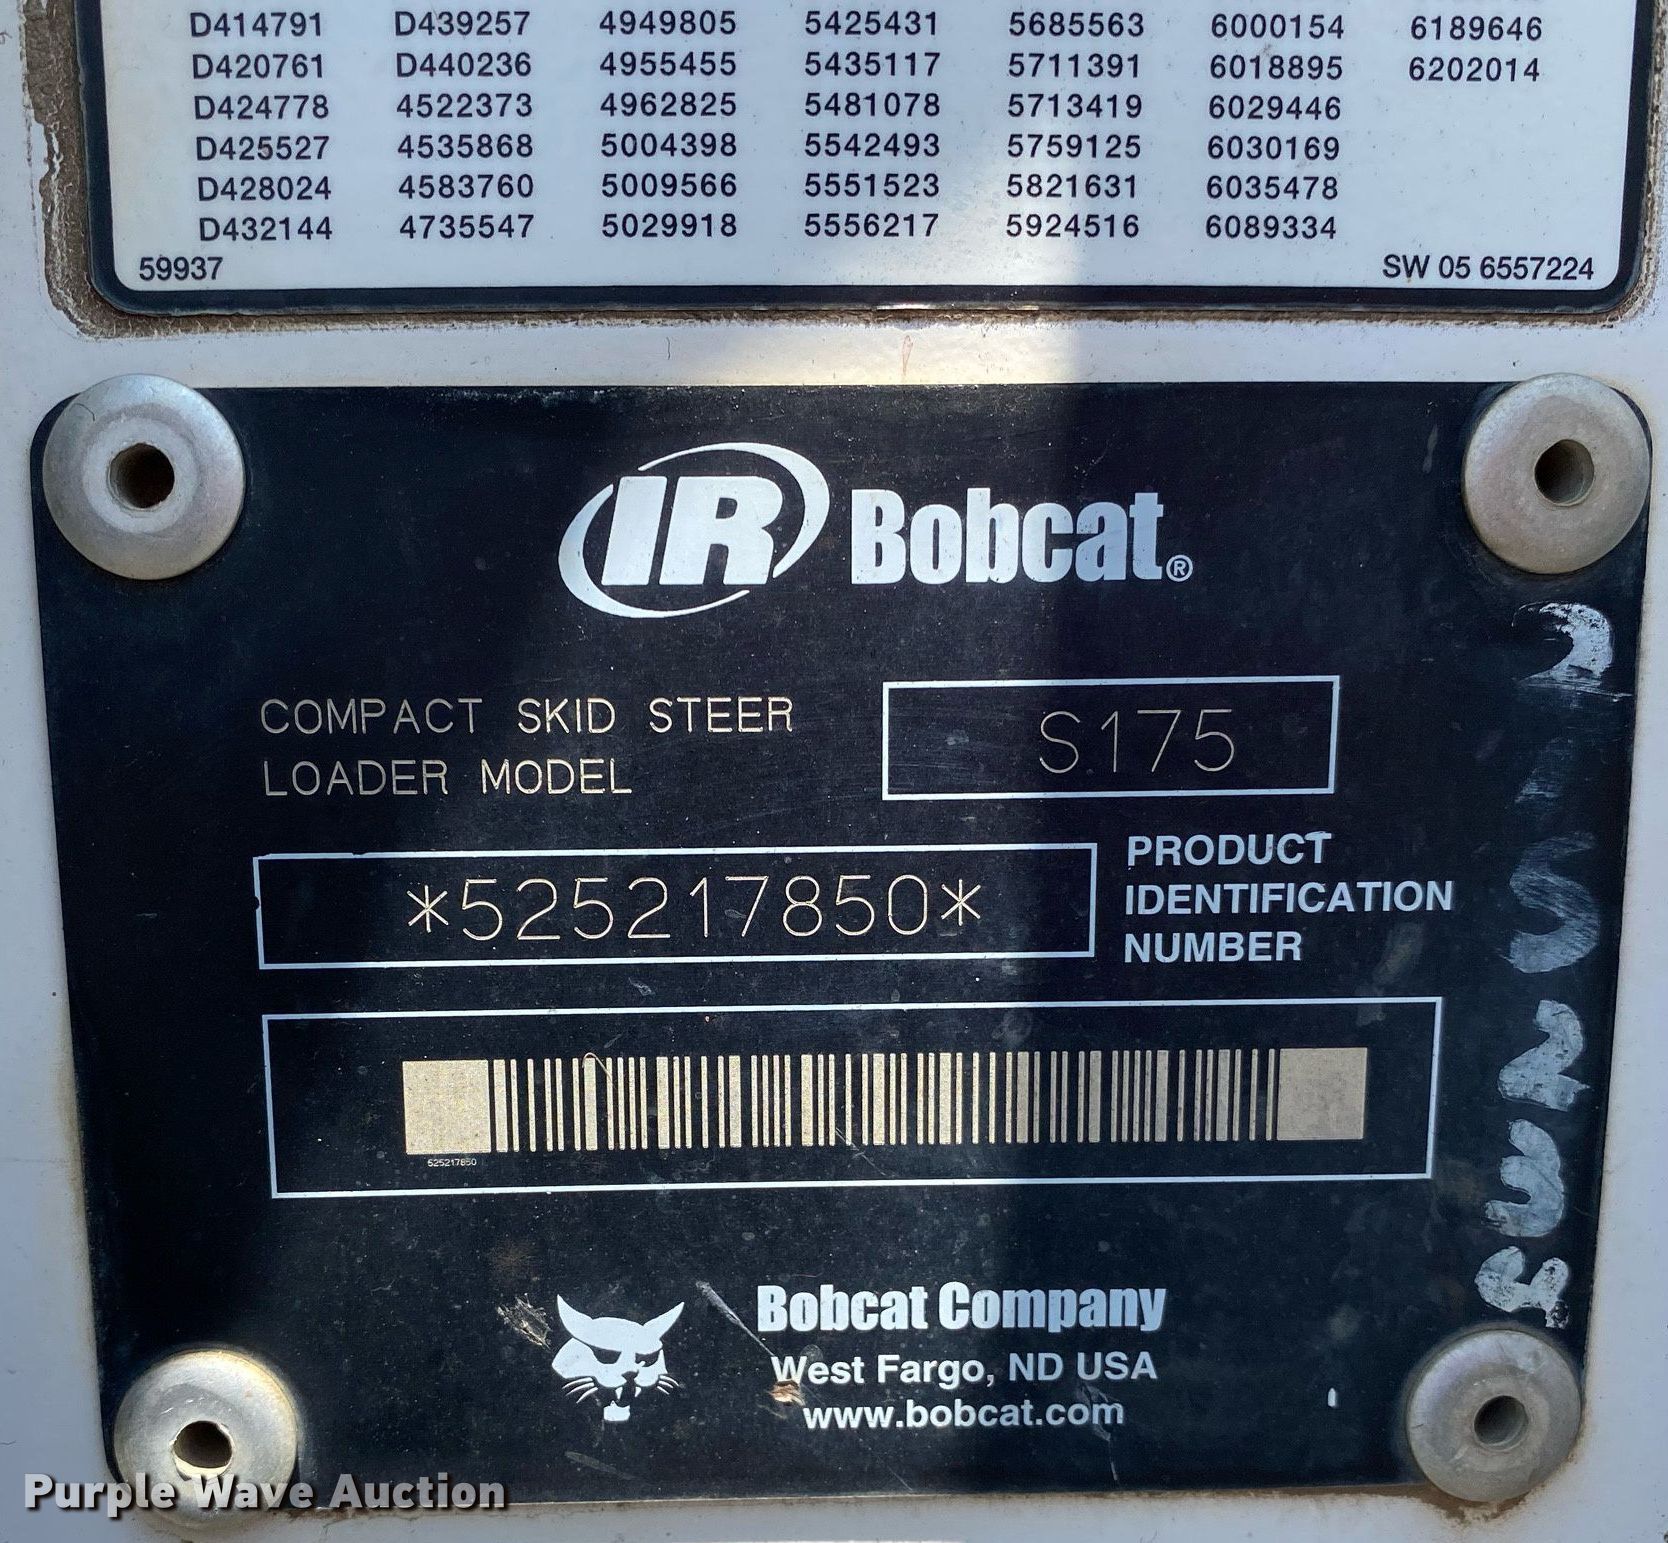 D414791 D439257 4949805 5425431 5685563 6000154 6189646
D420761 D440236 4955455 5435117 5711391 6018895 6202014
D424778 4522373 4962825 5481078 5713419 6029446
D425527 4535868 5004398 5542493 5759125 6030169
D428024 4583760 5009566 5551523 5821631 6035478
D432144 4735547 5029918 5556217 5924516 6089334
59937 SW 05 6557224
IR Bobcat®
COMPACT SKID STEER
LOADER MODEL
S175
*525217850*
PRODUCT
IDENTIFICATION
NUMBER
525217850
Bobcat Company
West Fargo, ND USA
www.bobcat.com
Purple Wave Auction